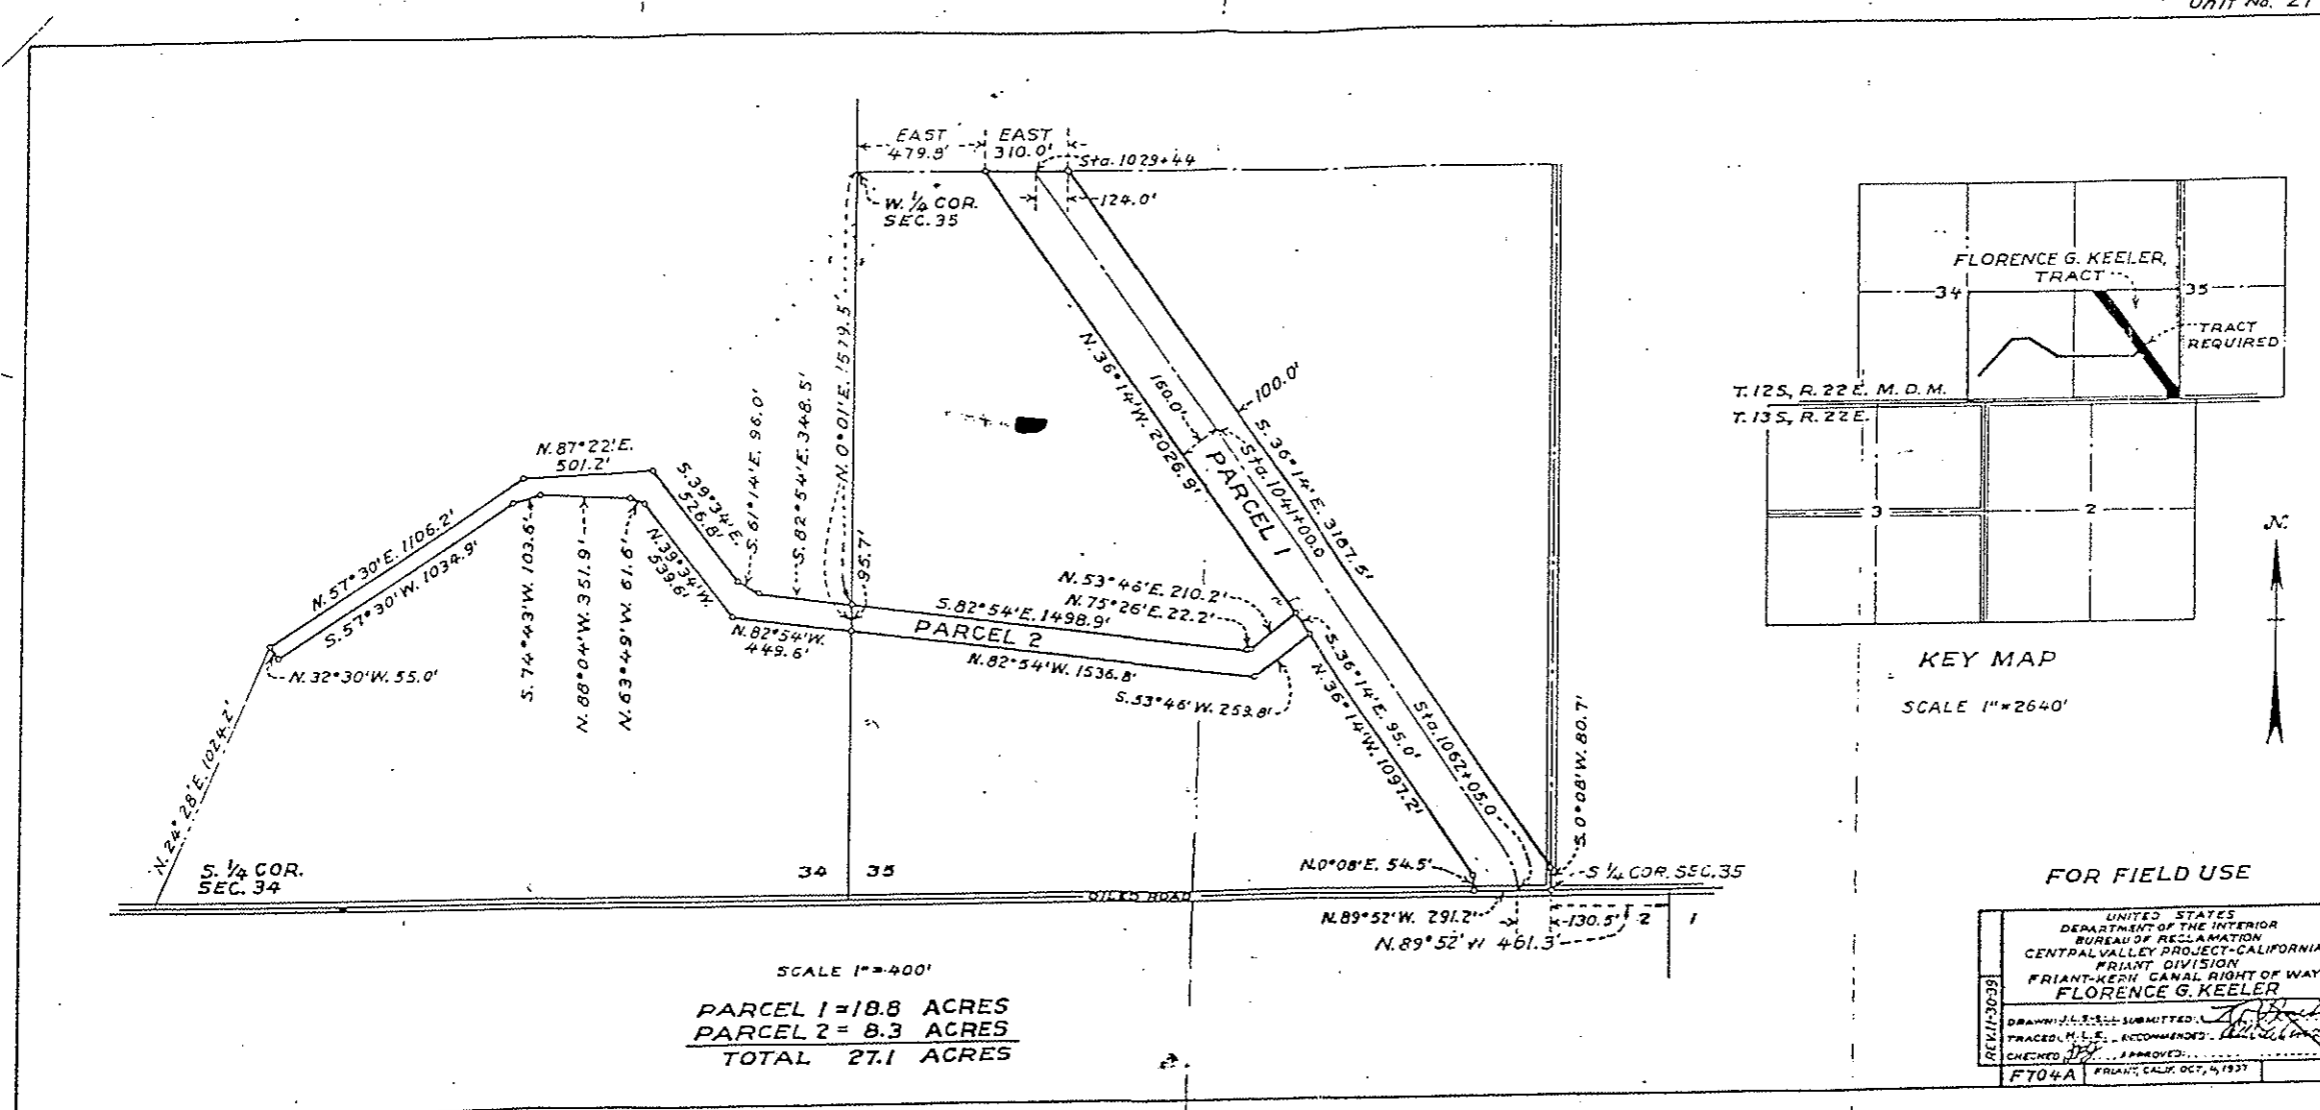 Unit No. 21
EAST
479.8'
EAST
310.0'
Sta. 1029+44
124.0'
W. 1/4 COR.
SEC. 35
N.0°01'E. 1579.5'
N.36°14'W. 2026.9'
160.0'
100.0'
S.36°14'E. 3187.5'
Sta. 1041+00.0
PARCEL 1
N.87°22'E.
501.2'
S.39°34'E.
526.8'
S.61°14'E. 96.0'
S.82°54'E. 348.5'
95.7'
N.57°30'E. 1106.2'
S.57°30'W. 1034.9'
N.32°30'W. 55.0'
S.74°43'W. 103.6'
N.88°04'W. 351.9'
N.63°49'W. 61.6'
N.39°34'W.
539.6'
N.82°54'W.
449.6'
S.82°54'E. 1498.9'
PARCEL 2
N.82°54'W. 1536.8'
N.53°46'E. 210.2'
N.75°26'E. 22.2'
S.53°46'W. 259.8'
S.36°14'E. 95.0'
N.36°14'W. 1097.2'
Sta. 1062+05.0
S.0°08'W. 80.7'
N.24°28'E. 1024.2'
S. 1/4 COR.
SEC. 34
34 35
OILED ROAD
N.0°08'E. 54.5'
S 1/4 COR. SEC. 35
N.89°52'W. 291.2'
130.5'
2 1
N.89°52'W 461.3'
SCALE 1"=400'
PARCEL 1 = 18.8 ACRES
PARCEL 2 = 8.3 ACRES
TOTAL 27.1 ACRES
FLORENCE G. KEELER,
TRACT
34
35
TRACT
REQUIRED
T. 12 S., R. 22 E. M. D. M.
T. 13 S., R. 22 E.
3
2
KEY MAP
SCALE 1"=2640'
N.
FOR FIELD USE
UNITED STATES
DEPARTMENT OF THE INTERIOR
BUREAU OF RECLAMATION
CENTRAL VALLEY PROJECT-CALIFORNIA
FRIANT DIVISION
FRIANT-KERN CANAL RIGHT OF WAY
FLORENCE G. KEELER
DRAWN: SUBMITTED:
TRACED: H.L.E. RECOMMENDED:
CHECKED APPROVED:
F704A FRIANT, CALIF. OCT, 4, 1937
REV. 11-30-39